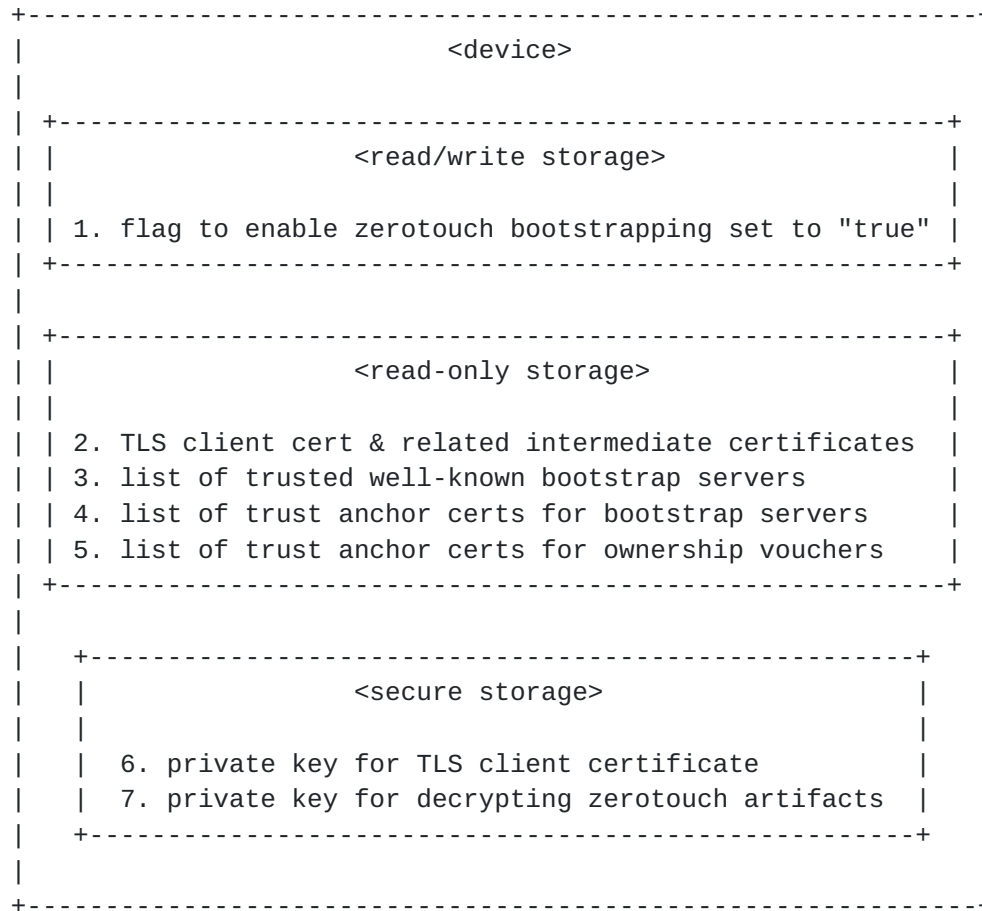 <device>
<read/write storage>
1. flag to enable zerotouch bootstrapping set to "true"
<read-only storage>
2. TLS client cert & related intermediate certificates
3. list of trusted well-known bootstrap servers
4. list of trust anchor certs for bootstrap servers
5. list of trust anchor certs for ownership vouchers
<secure storage>
6. private key for TLS client certificate
7. private key for decrypting zerotouch artifacts